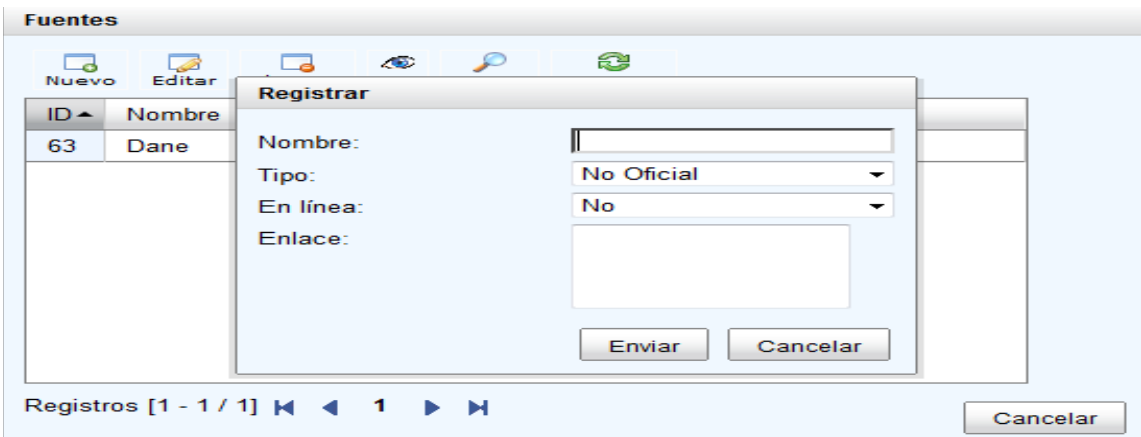 Fuentes
Nuevo Editar
Registrar
ID Nombre
63 Dane
Nombre:
Tipo: No Oficial
En línea: No
Enlace:
Enviar Cancelar
Registros [1 - 1 / 1] 1
Cancelar